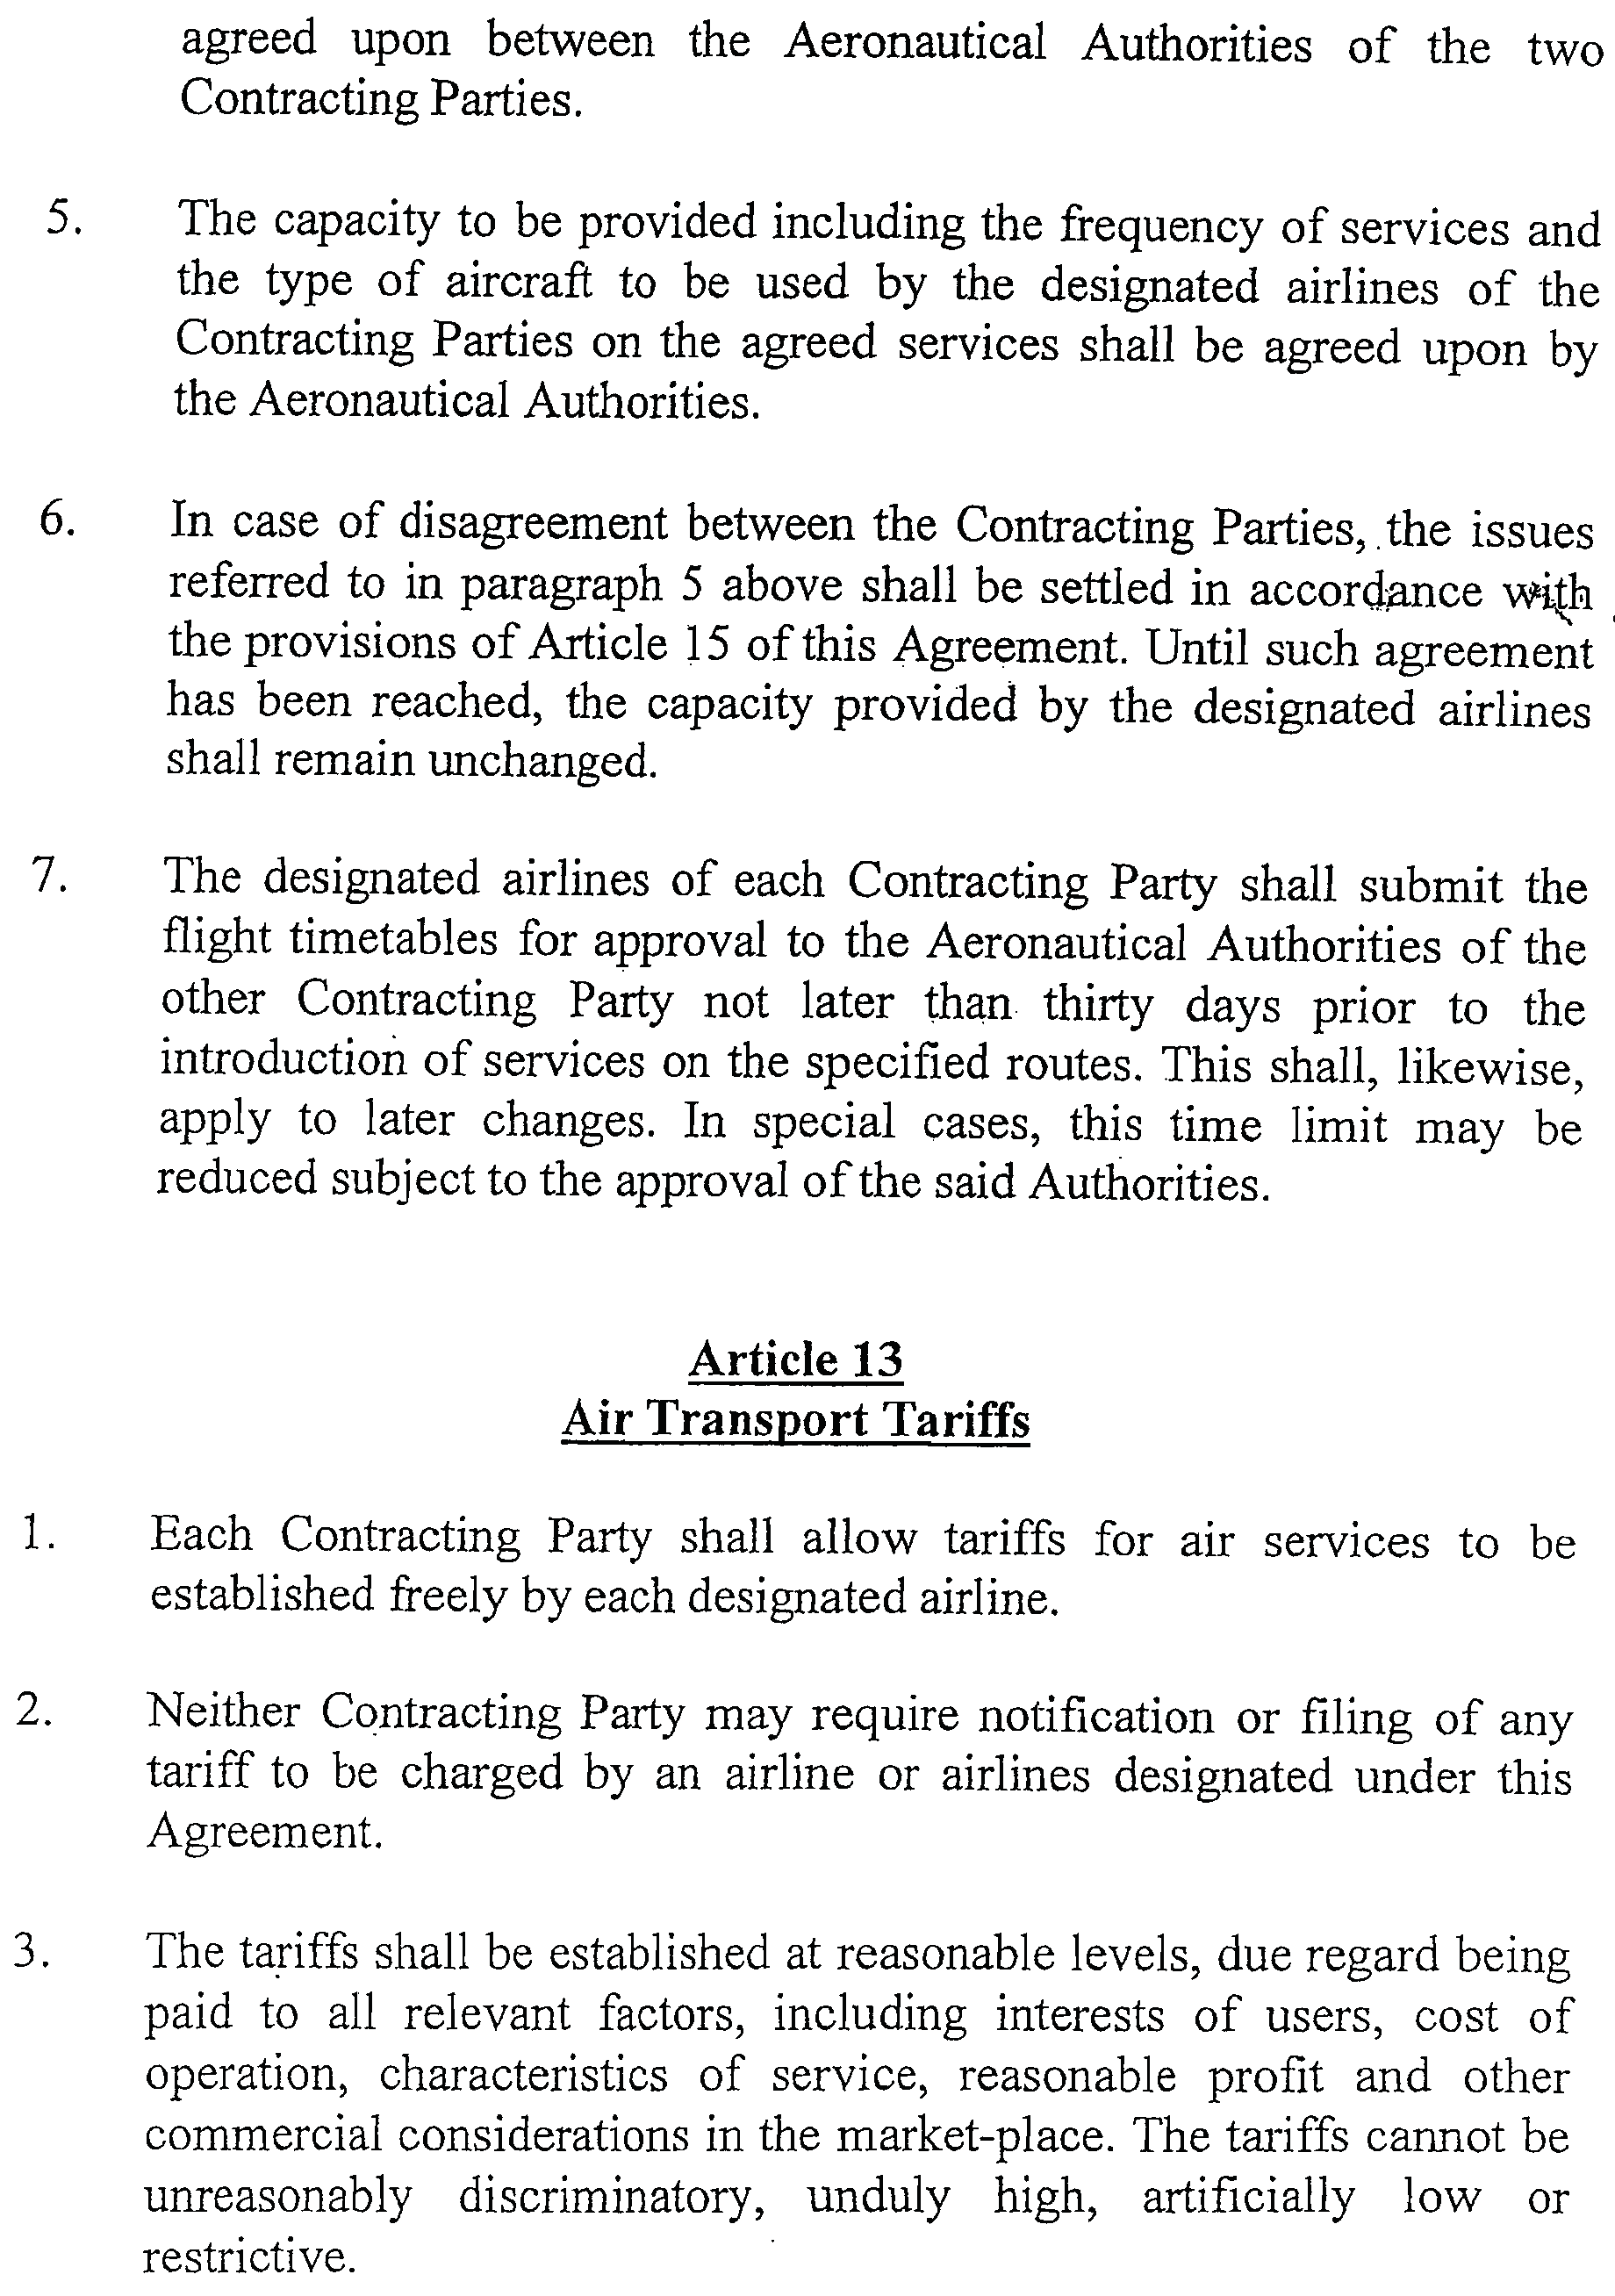 agreed upon between the Aeronautical Authorities of the two
Contracting Parties.
5. The capacity to be provided including the frequency of services and
the type of aircraft to be used by the designated airlines of the
Contracting Parties on the agreed services shall be agreed upon by
the Aeronautical Authorities.
6. In case of disagreement between the Contracting Parties, the issues
referred to in paragraph 5 above shall be settled in accordance with
the provisions of Article 15 of this Agreement. Until such agreement
has been reached, the capacity provided by the designated airlines
shall remain unchanged.
7. The designated airlines of each Contracting Party shall submit the
flight timetables for approval to the Aeronautical Authorities of the
other Contracting Party not later than thirty days prior to the
introduction of services on the specified routes. This shall, likewise,
apply to later changes. In special cases, this time limit may be
reduced subject to the approval of the said Authorities.
Article 13
Air Transport Tariffs
1. Each Contracting Party shall allow tariffs for air services to be
established freely by each designated airline.
2. Neither Contracting Party may require notification or filing of any
tariff to be charged by an airline or airlines designated under this
Agreement.
3. The tariffs shall be established at reasonable levels, due regard being
paid to all relevant factors, including interests of users, cost of
operation, characteristics of service, reasonable profit and other
commercial considerations in the market-place. The tariffs cannot be
unreasonably discriminatory, unduly high, artificially low or
restrictive.